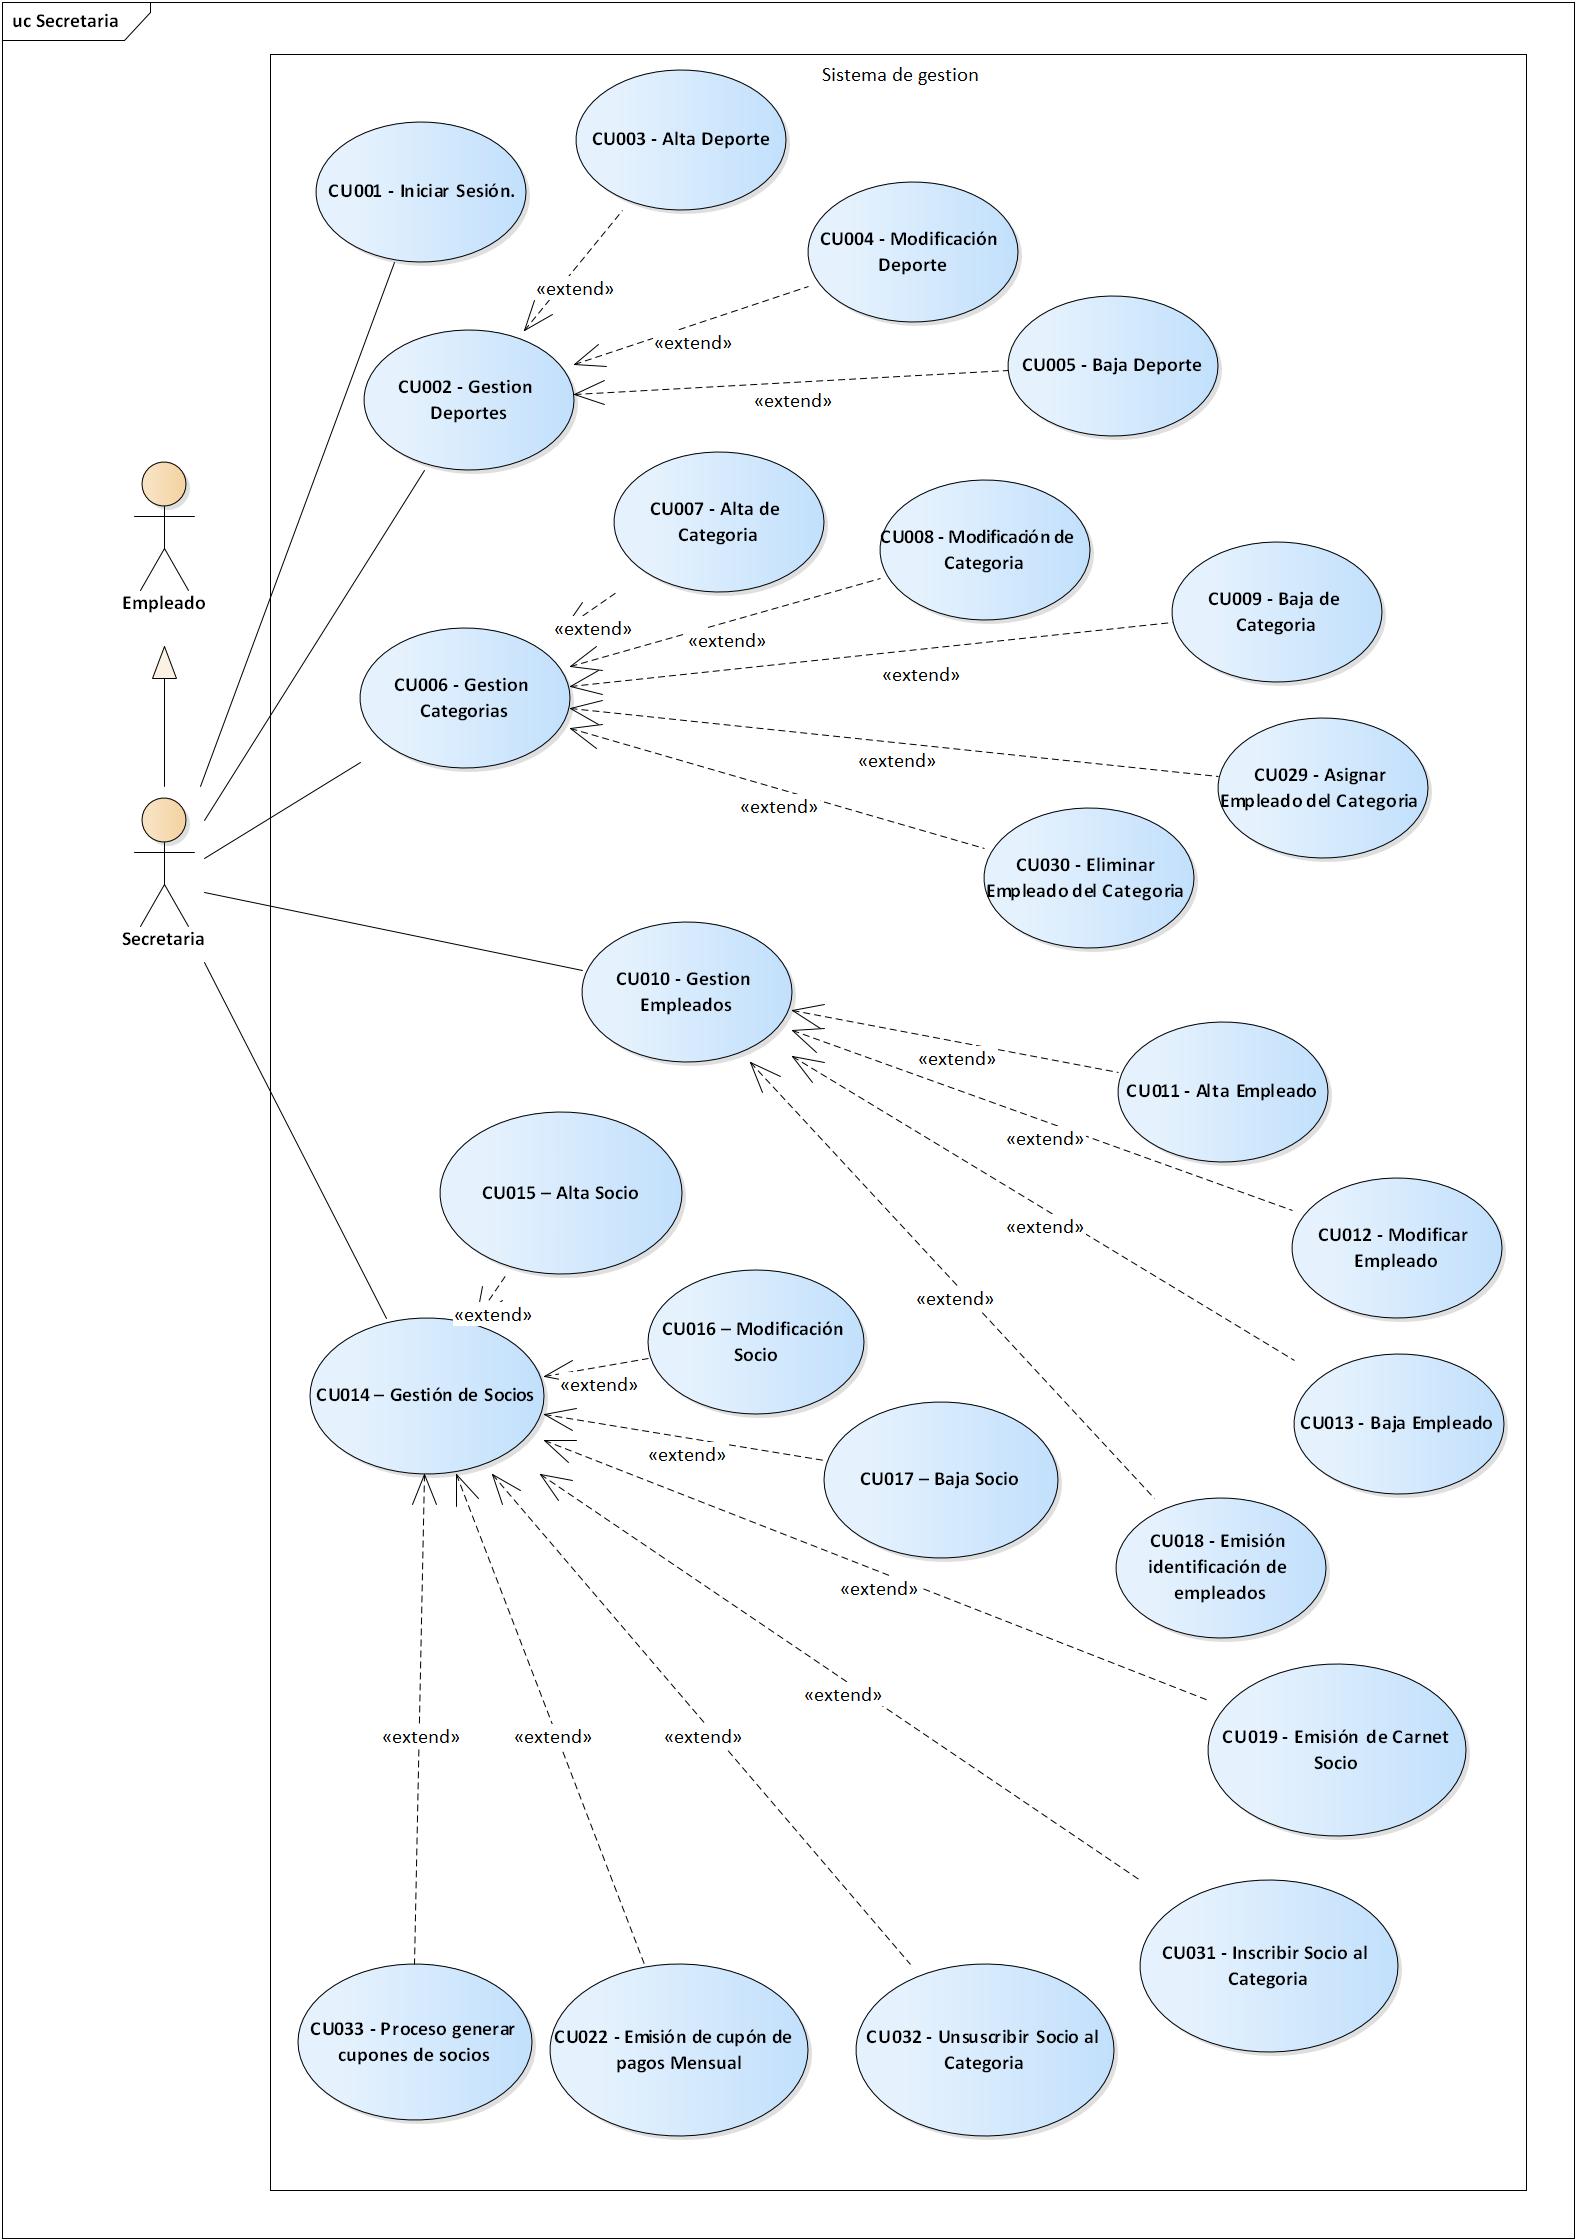 uc Secretaria
Sistema de gestion
CU001 - Iniciar Sesión.
CU003 - Alta Deporte
«extend»
CU004 - Modificación
Deporte
«extend»
CU005 - Baja Deporte
«extend»
CU002 - Gestion
Deportes
Empleado
CU007 - Alta de
Categoria
«extend»
CU008 - Modificación de
Categoria
«extend»
CU009 - Baja de
Categoria
«extend»
CU006 - Gestion
Categorias
«extend»
CU029 - Asignar
Empleado del Categoria
«extend»
CU030 - Eliminar
Empleado del Categoria
Secretaria
CU010 - Gestion
Empleados
«extend»
CU011 - Alta Empleado
«extend»
CU012 - Modificar
Empleado
«extend»
CU013 - Baja Empleado
«extend»
CU018 - Emisión
identificación de
empleados
CU015 – Alta Socio
«extend»
CU016 – Modificación
Socio
«extend»
CU014 – Gestión de Socios
CU017 – Baja Socio
«extend»
«extend»
CU019 - Emisión de Carnet
Socio
«extend»
CU031 - Inscribir Socio al
Categoria
«extend»
«extend»
«extend»
CU033 - Proceso generar
cupones de socios
CU022 - Emisión de cupón de
pagos Mensual
CU032 - Unsuscribir Socio al
Categoria